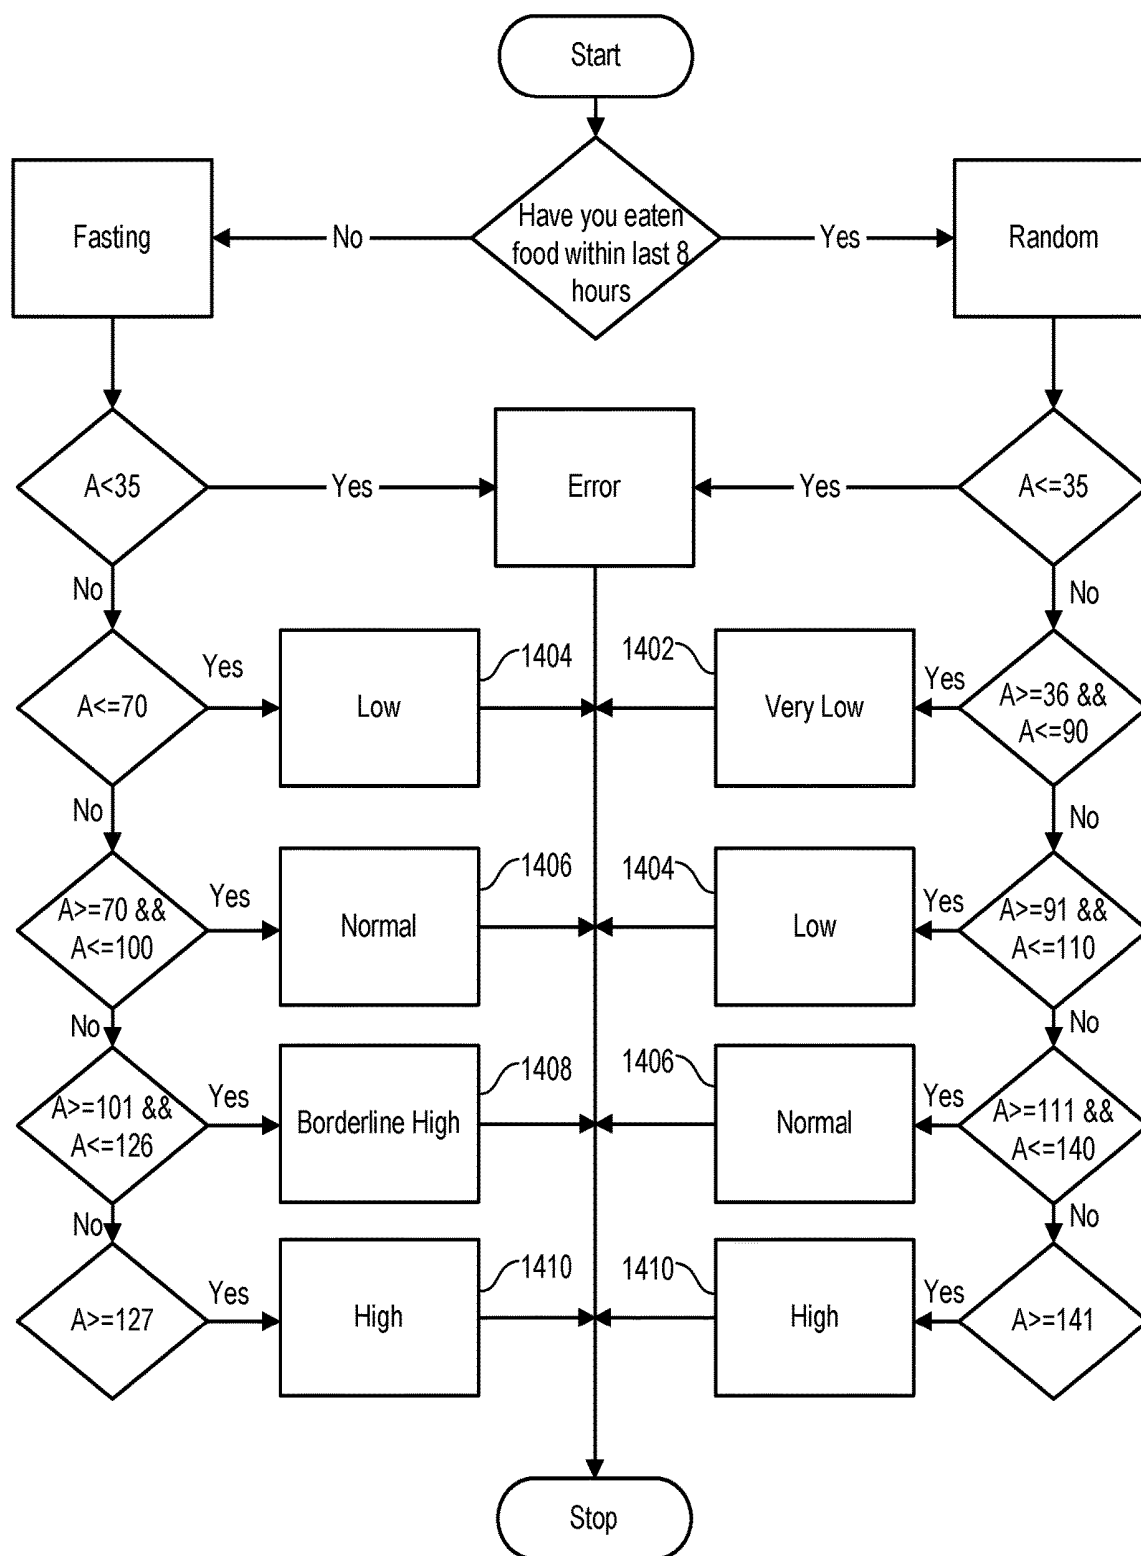 Start
Have you eaten
food within last 8
hours
No
Yes
Fasting
Random
A<35
Yes
Error
Yes
A<=35
No
No
A<=70
Yes
Low
1404
1402
Very Low
Yes
A>=36 &&
A<=90
No
No
A>=70 &&
A<=100
Yes
Normal
1406
1404
Low
Yes
A>=91 &&
A<=110
No
No
A>=101 &&
A<=126
Yes
Borderline High
1408
1406
Normal
Yes
A>=111 &&
A<=140
No
No
A>=127
Yes
High
1410
1410
High
Yes
A>=141
Stop